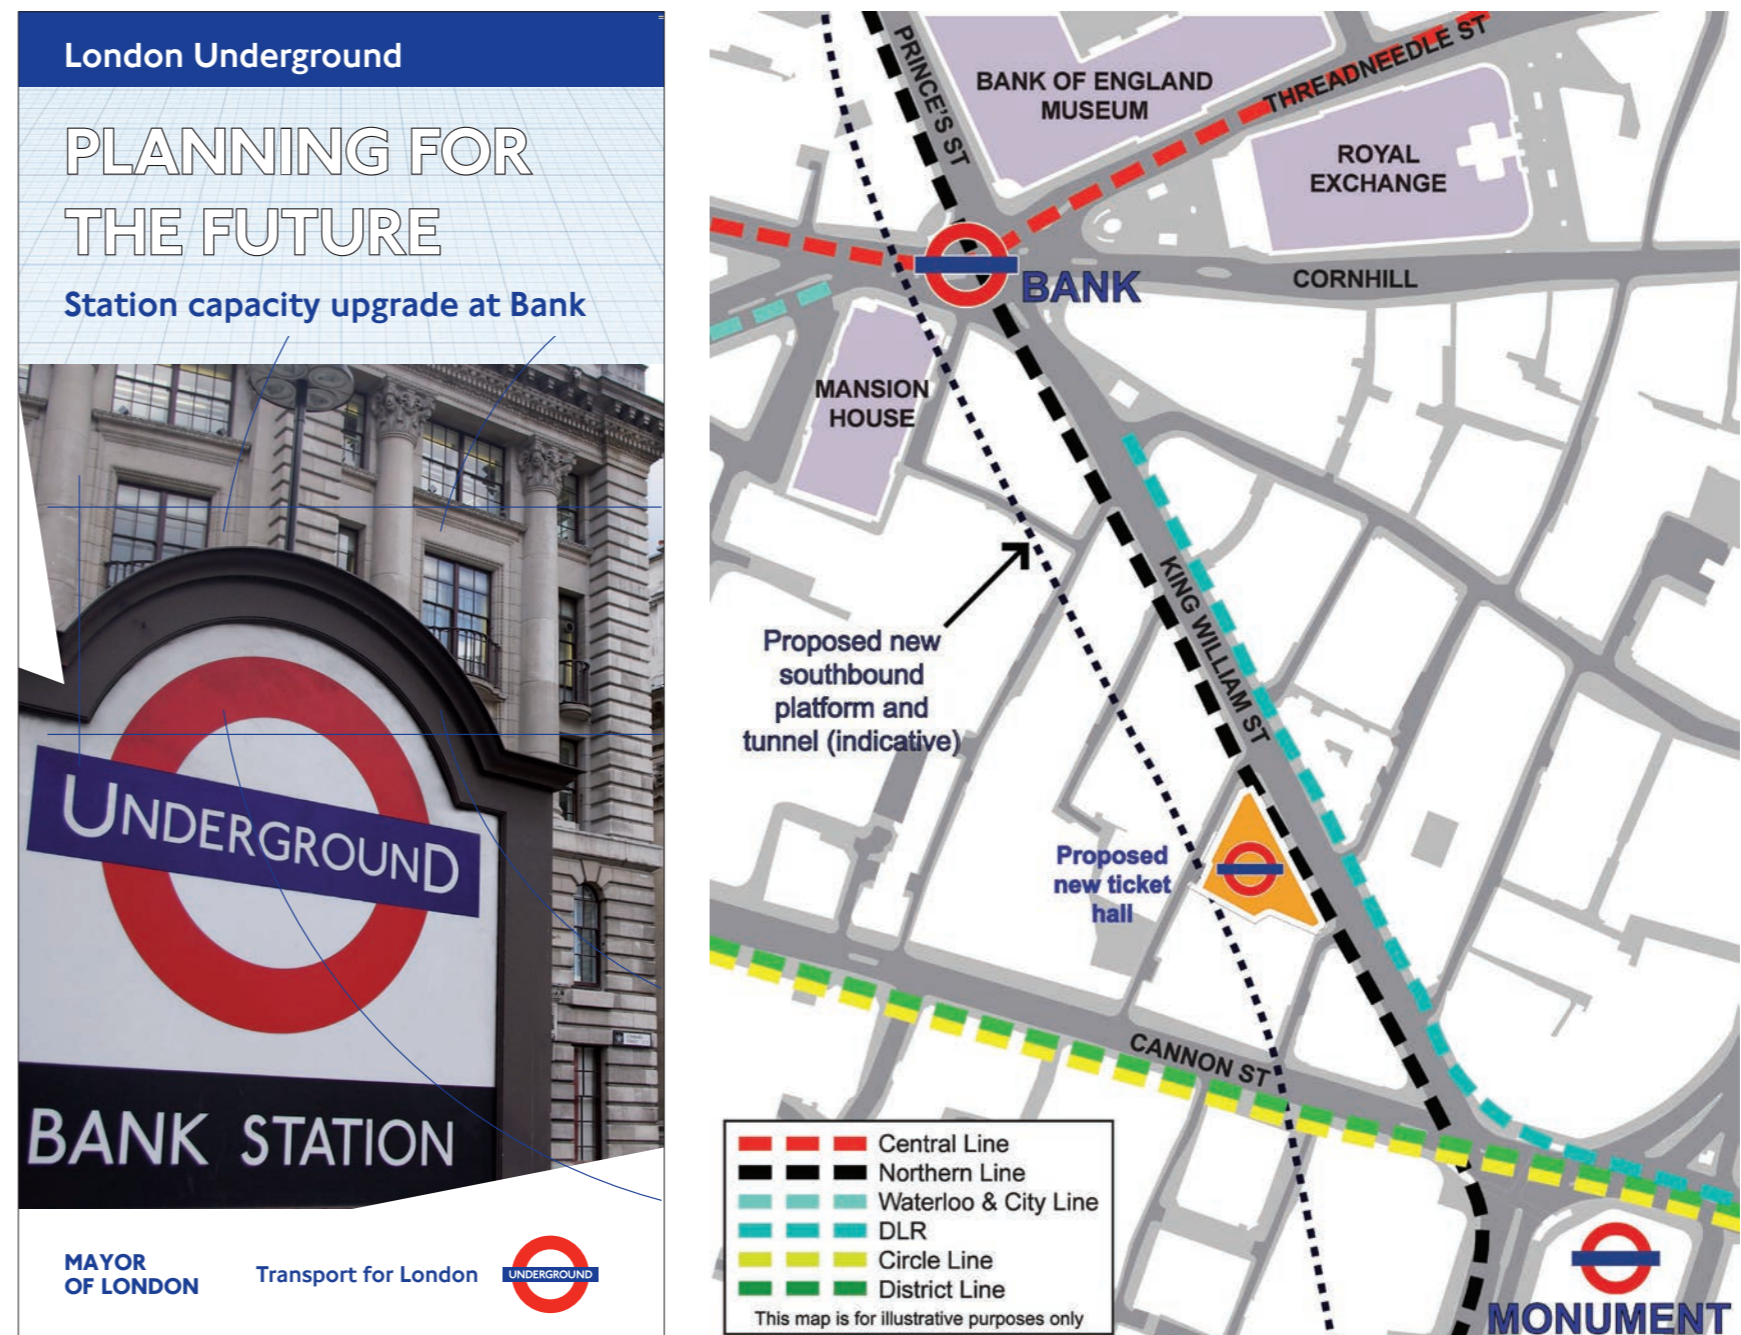 London Underground
PLANNING FOR
THE FUTURE
Station capacity upgrade at Bank
UNDERGROUND
BANK STATION
MAYOR
OF LONDON
Transport for London
UNDERGROUND
PRINCE'S ST
BANK OF ENGLAND
MUSEUM
THREADNEEDLE ST
ROYAL
EXCHANGE
BANK
CORNHILL
MANSION
HOUSE
KING WILLIAM ST
Proposed new
southbound
platform and
tunnel (indicative)
Proposed
new ticket
hall
CANNON ST
Central Line
Northern Line
Waterloo & City Line
DLR
Circle Line
District Line
This map is for illustrative purposes only
MONUMENT